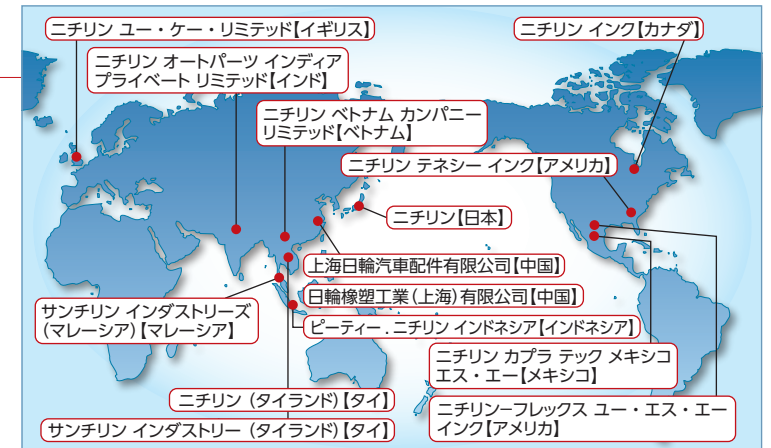 ニチリン ユー・ケー・リミテッド【イギリス】
ニチリン インク【カナダ】
ニチリン オートパーツ インディア
プライベート リミテッド【インド】
ニチリン ベトナム カンパニー
リミテッド【ベトナム】
ニチリン テネシー インク【アメリカ】
ニチリン【日本】
上海日輪汽車配件有限公司【中国】
日輪橡塑工業（上海）有限公司【中国】
サンチリン インダストリーズ
（マレーシア）【マレーシア】
ピーティー．ニチリン インドネシア【インドネシア】
ニチリン カプラ テック メキシコ
エス・エー【メキシコ】
ニチリン （タイランド）【タイ】
ニチリン−フレックス ユー・エス・エー
インク【アメリカ】
サンチリン インダストリー （タイランド）【タイ】